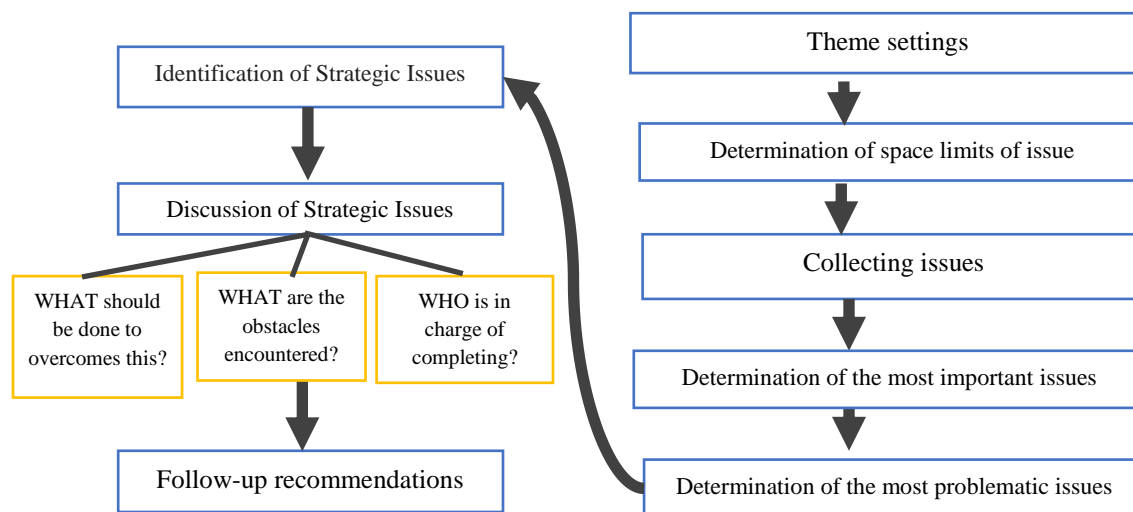 Theme settings
Determination of space limits of issue
Collecting issues
Determination of the most important issues
Determination of the most problematic issues
Identification of Strategic Issues
Discussion of Strategic Issues
WHAT should
be done to
overcomes this?
WHAT are the
obstacles
encountered?
WHO is in
charge of
completing?
Follow-up recommendations